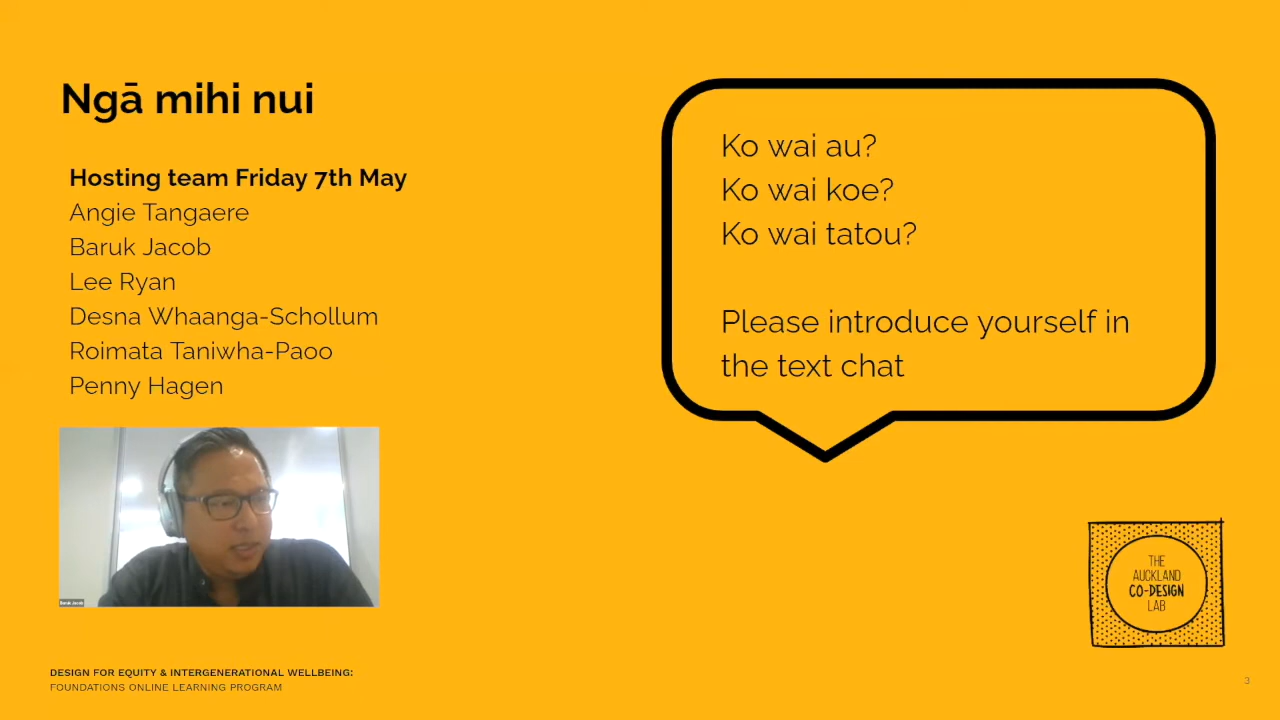 Ngā mihi nui
Hosting team Friday 7th May
Angie Tangaere
Baruk Jacob
Lee Ryan
Desna Whaanga-Schollum
Roimata Taniwha-Paoo
Penny Hagen
Ko wai au?
Ko wai koe?
Ko wai tatou?
Please introduce yourself in
the text chat
Baruk Jacob
THE
AUCKLAND
CO-DESIGN
LAB
DESIGN FOR EQUITY & INTERGENERATIONAL WELLBEING:
FOUNDATIONS ONLINE LEARNING PROGRAM
3